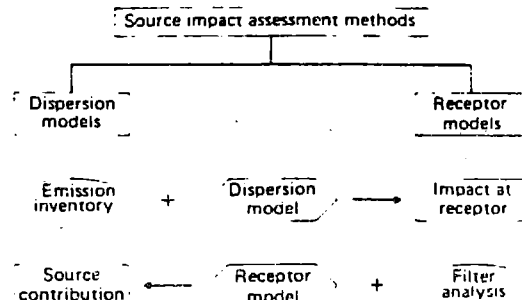 Source impact assessment methods
Dispersion models
Receptor models
Emission inventory + Dispersion model → Impact at receptor
Source contribution ← Receptor model + Filter analysis